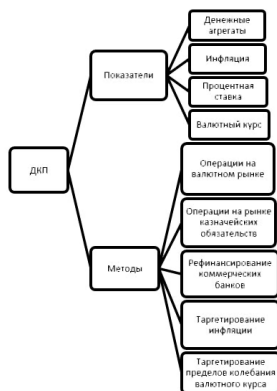 ДКП
Показатели
Денежные
агрегаты
Инфляция
Процентная
ставка
Валютный курс
Методы
Операции на
валютном рынке
Операции на рынке
казначейских
обязательств
Рефинансирование
коммерческих
банков
Таргетирование
инфляции
Таргетирование
пределов колебания
валютного курса